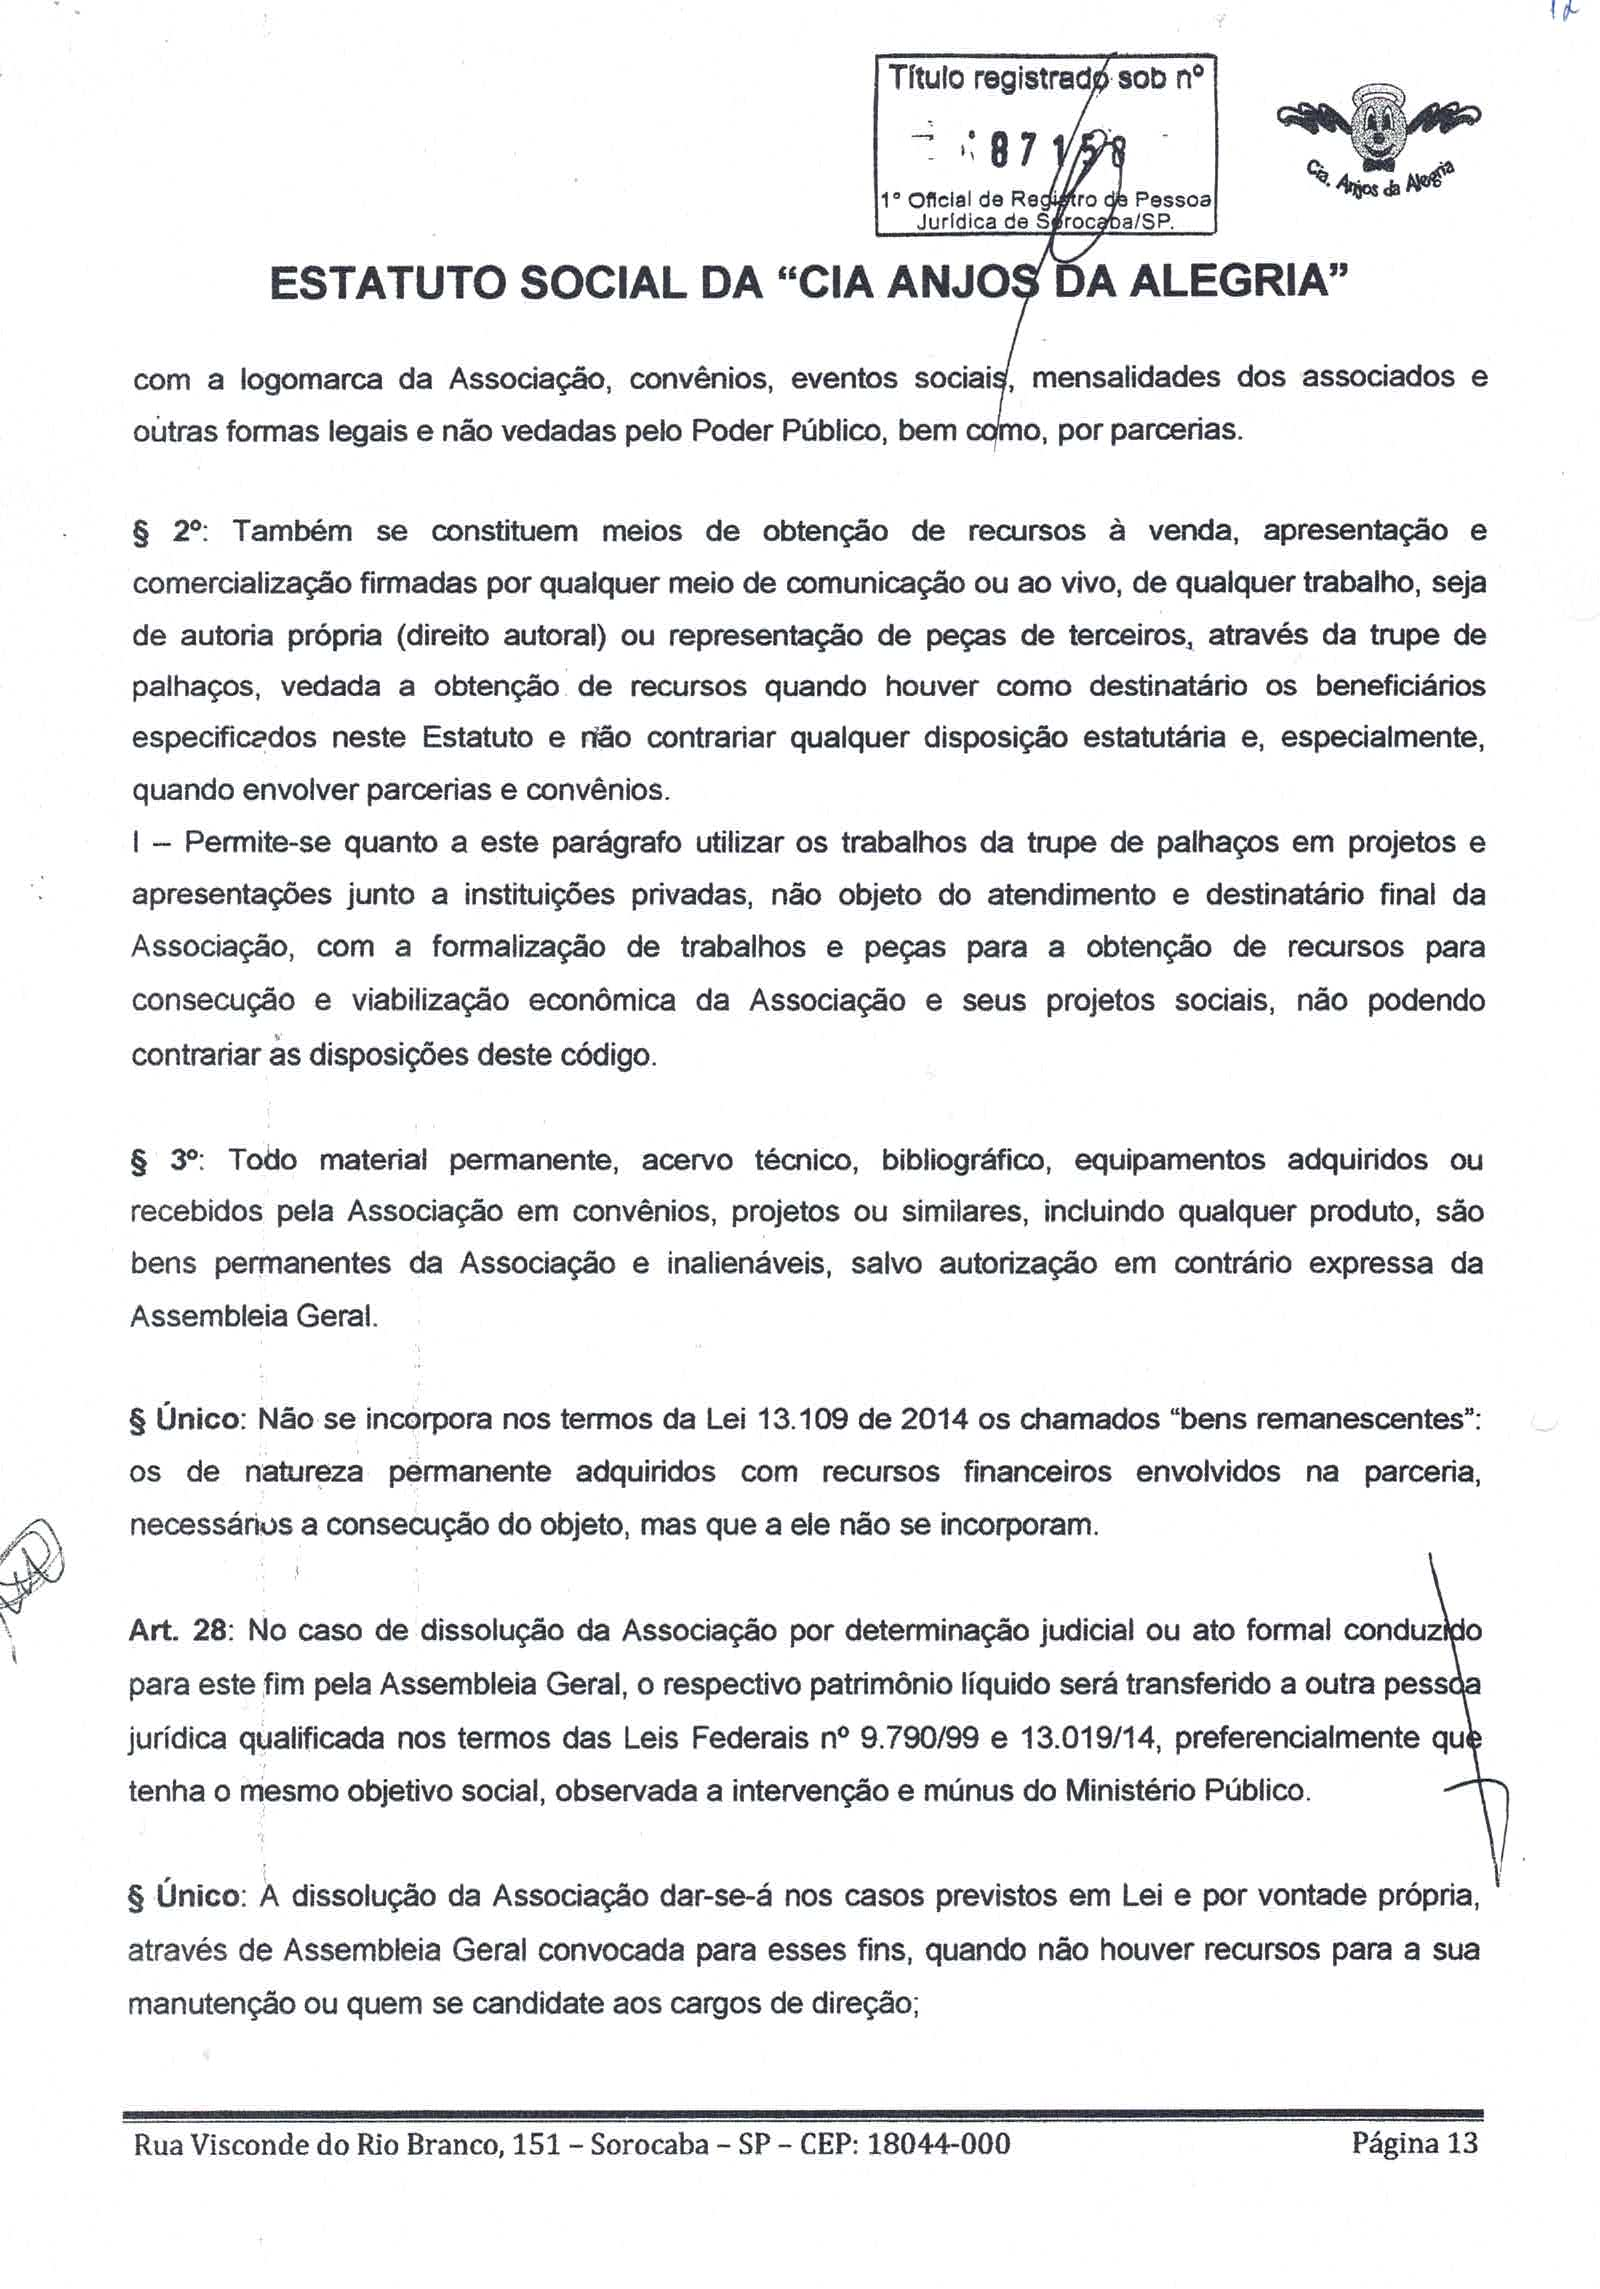 12
Título registrado sob nº
87158
1º Oficial de Registro de Pessoa
Jurídica de Sorocaba/SP.
Cia. Anjos da Alegria
ESTATUTO SOCIAL DA “CIA ANJOS DA ALEGRIA”
com a logomarca da Associação, convênios, eventos sociais, mensalidades dos associados e
outras formas legais e não vedadas pelo Poder Público, bem como, por parcerias.
§ 2º: Também se constituem meios de obtenção de recursos à venda, apresentação e
comercialização firmadas por qualquer meio de comunicação ou ao vivo, de qualquer trabalho, seja
de autoria própria (direito autoral) ou representação de peças de terceiros, através da trupe de
palhaços, vedada a obtenção de recursos quando houver como destinatário os beneficiários
especificados neste Estatuto e não contrariar qualquer disposição estatutária e, especialmente,
quando envolver parcerias e convênios.
I – Permite-se quanto a este parágrafo utilizar os trabalhos da trupe de palhaços em projetos e
apresentações junto a instituições privadas, não objeto do atendimento e destinatário final da
Associação, com a formalização de trabalhos e peças para a obtenção de recursos para
consecução e viabilização econômica da Associação e seus projetos sociais, não podendo
contrariar às disposições deste código.
§ 3º: Todo material permanente, acervo técnico, bibliográfico, equipamentos adquiridos ou
recebidos pela Associação em convênios, projetos ou similares, incluindo qualquer produto, são
bens permanentes da Associação e inalienáveis, salvo autorização em contrário expressa da
Assembleia Geral.
§ Único: Não se incorpora nos termos da Lei 13.109 de 2014 os chamados “bens remanescentes”:
os de natureza permanente adquiridos com recursos financeiros envolvidos na parceria,
necessários a consecução do objeto, mas que a ele não se incorporam.
Art. 28: No caso de dissolução da Associação por determinação judicial ou ato formal conduzido
para este fim pela Assembleia Geral, o respectivo patrimônio líquido será transferido a outra pessoa
jurídica qualificada nos termos das Leis Federais nº 9.790/99 e 13.019/14, preferencialmente que
tenha o mesmo objetivo social, observada a intervenção e múnus do Ministério Público.
§ Único: A dissolução da Associação dar-se-á nos casos previstos em Lei e por vontade própria,
através de Assembleia Geral convocada para esses fins, quando não houver recursos para a sua
manutenção ou quem se candidate aos cargos de direção;
Rua Visconde do Rio Branco, 151 – Sorocaba – SP – CEP: 18044-000
Página 13